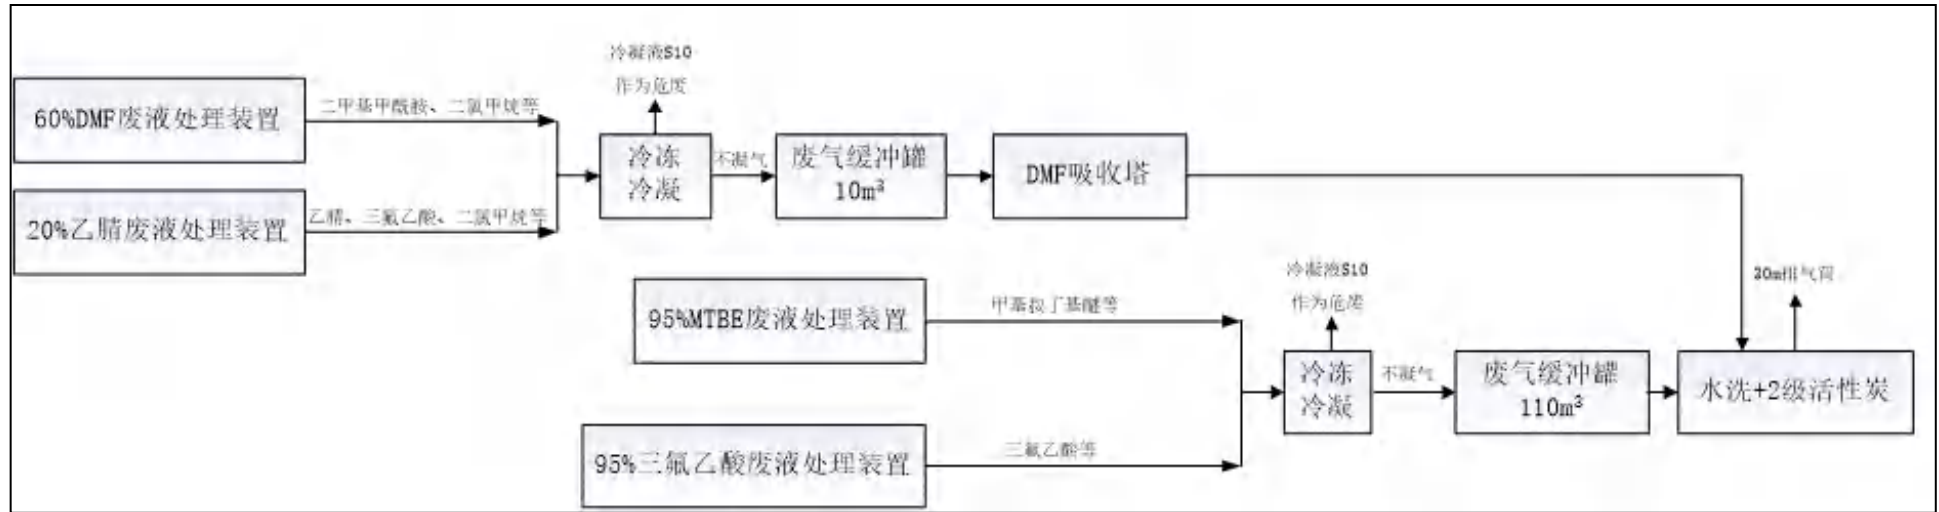 冷凝液S10
作为危废
60%DMF废液处理装置
二甲基甲酰胺、二氯甲烷等
20%乙腈废液处理装置
乙腈、三氟乙酸、二氯甲烷等
冷冻
冷凝
不凝气
废气缓冲罐
10m³
DMF吸收塔
冷凝液S10
作为危废
20m排气筒
95%MTBE废液处理装置
甲基叔丁基醚等
95%三氟乙酸废液处理装置
三氟乙酸等
冷冻
冷凝
不凝气
废气缓冲罐
110m³
水洗+2级活性炭